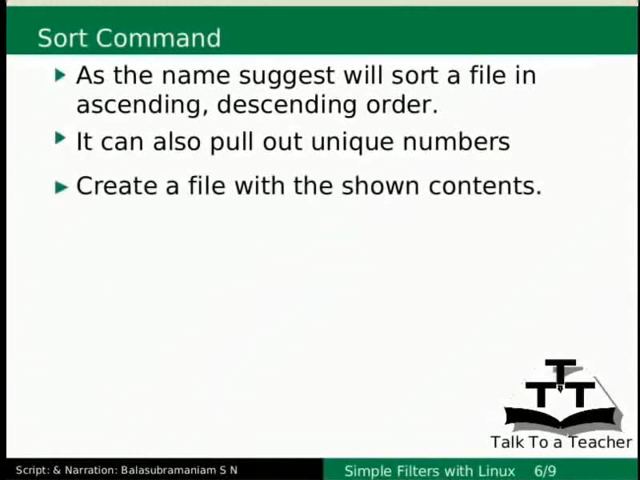 Sort Command
As the name suggest will sort a file in
ascending, descending order.
It can also pull out unique numbers
Create a file with the shown contents.
T T T
Talk To a Teacher
Script: & Narration: Balasubramaniam S N
Simple Filters with Linux 6/9